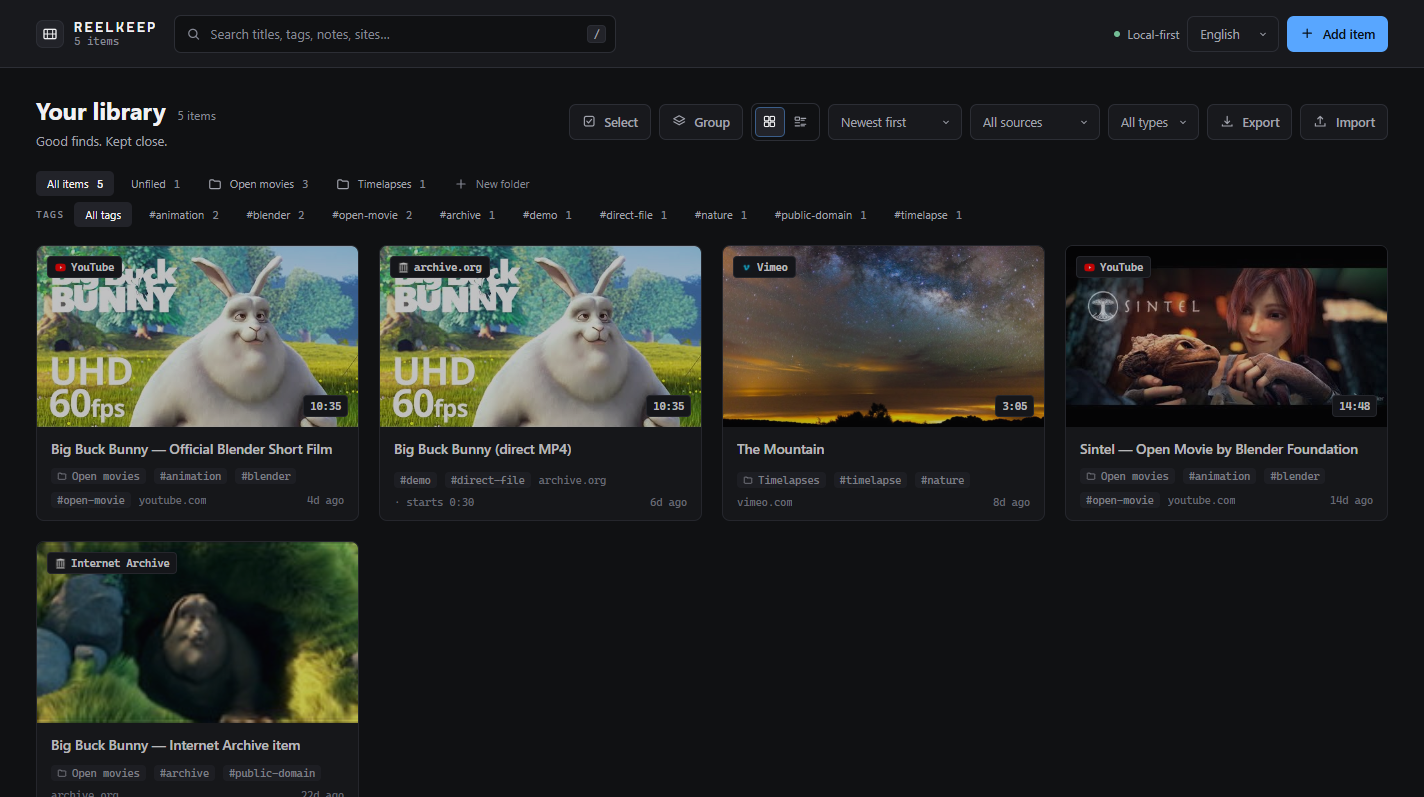 REELKEEP
5 items
Search titles, tags, notes, sites...
/
Local-first
English
+ Add item
Your library 5 items
Good finds. Kept close.
Select
Group
Newest first
All sources
All types
Export
Import
All items 5
Unfiled 1
Open movies 3
Timelapses 1
+ New folder
TAGS
All tags
#animation 2
#blender 2
#open-movie 2
#archive 1
#demo 1
#direct-file 1
#nature 1
#public-domain 1
#timelapse 1
YouTube
Big Buck
BUNNY
UHD
60fps
10:35
Big Buck Bunny — Official Blender Short Film
Open movies #animation #blender
#open-movie youtube.com 4d ago
archive.org
Big Buck
BUNNY
UHD
60fps
10:35
Big Buck Bunny (direct MP4)
#demo #direct-file archive.org
· starts 0:30 6d ago
Vimeo
3:05
The Mountain
Timelapses #timelapse #nature
vimeo.com 8d ago
YouTube
SINTEL
14:48
Sintel — Open Movie by Blender Foundation
Open movies #animation #blender
#open-movie youtube.com 14d ago
Internet Archive
Big Buck Bunny — Internet Archive item
Open movies #archive #public-domain
archive.org 22d ago